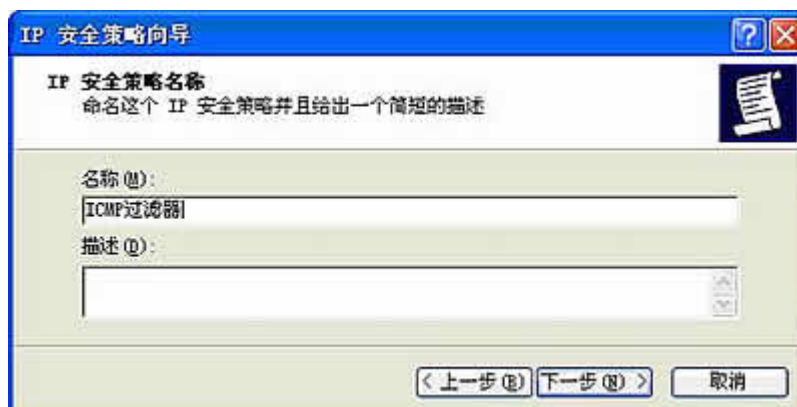 IP 安全策略向导
IP 安全策略名称
命名这个 IP 安全策略并且给出一个简短的描述
名称(M):
ICMP过滤器
描述(D):
< 上一步(B) 下一步(N) > 取消